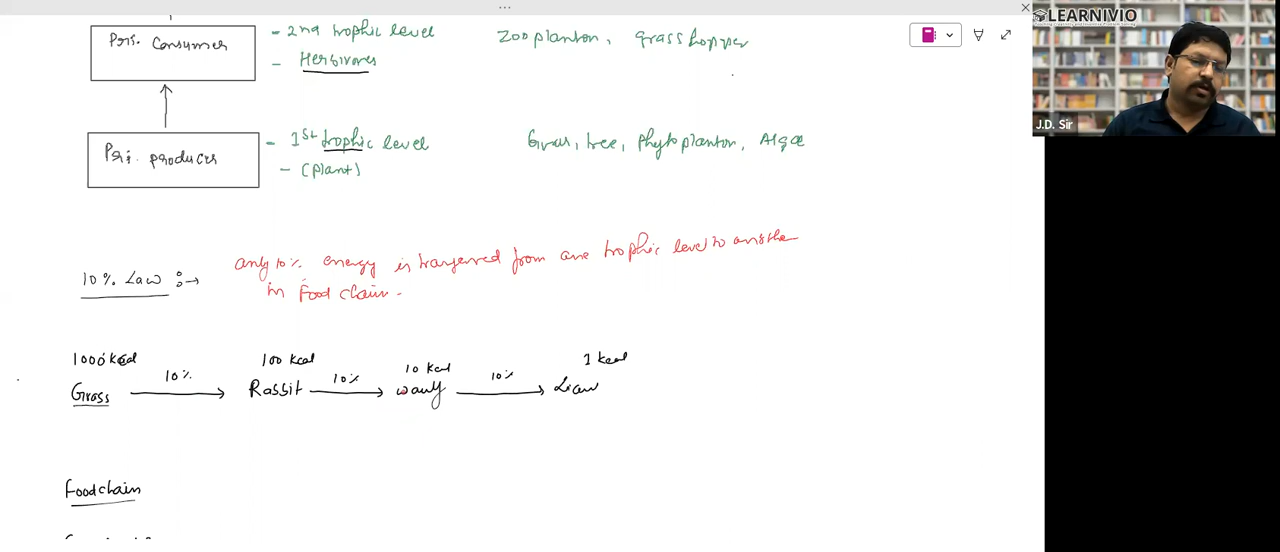 LEARNIVIO
Pri. Consumer
- 2nd trophic level
- Herbivores
Zooplanton, grasshopper
J.D. Sir
Pri. producer
- 1st trophic level
- (plant)
Grass, tree, Phytoplanton, Algae
10% Law :→
only 10% energy is transferred from one trophic level to another
in Food chain.
1000 kcal
100 kcal
10 kcal
1 kcal
10%
10%
10%
Grass
Rabbit
Lion
Food chain